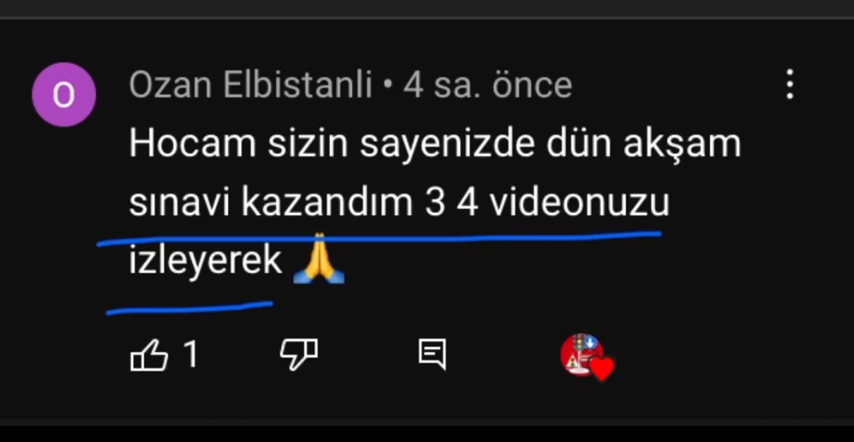 O
Ozan Elbistanli • 4 sa. önce
Hocam sizin sayenizde dün akşam
sınavi kazandım 3 4 videonuzu
izleyerek 🙏
1